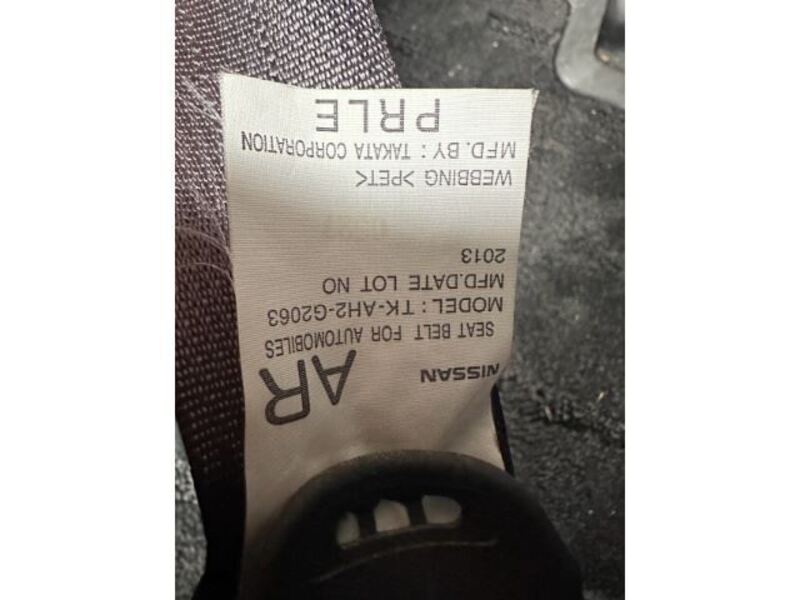 NISSAN AR
SEAT BELT FOR AUTOMOBILES
MODEL : TK-AH2-G2063
MFD.DATE LOT NO
2013
WEBBING >PET<
MFD. BY : TAKATA CORPORATION
PRLE